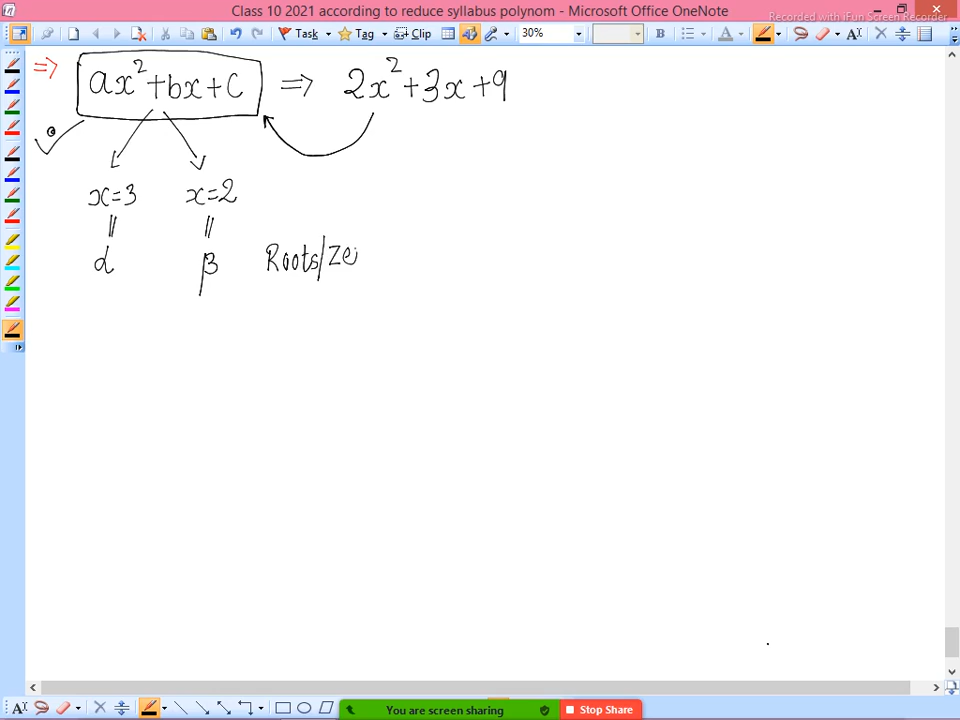 Class 10 2021 according to reduce syllabus polynom - Microsoft Office OneNote
Recorded with iFun Screen Recorder
Task Tag Clip 30% B A
⇒ ax²+bx+c ⇒ 2x²+3x+9
x=3 x=2
α β Roots/Ze
You are screen sharing Stop Share